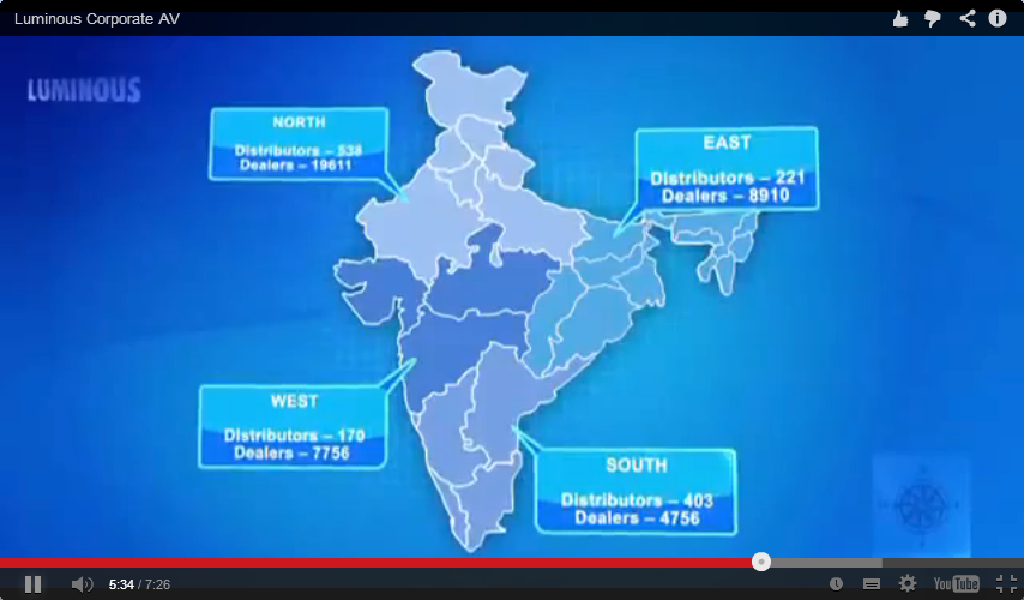 Luminous Corporate AV
LUMINOUS
NORTH
Distributors – 538
Dealers – 19611
EAST
Distributors – 221
Dealers – 8910
WEST
Distributors – 170
Dealers – 7756
SOUTH
Distributors – 403
Dealers – 4756
5:34 / 7:26
YouTube